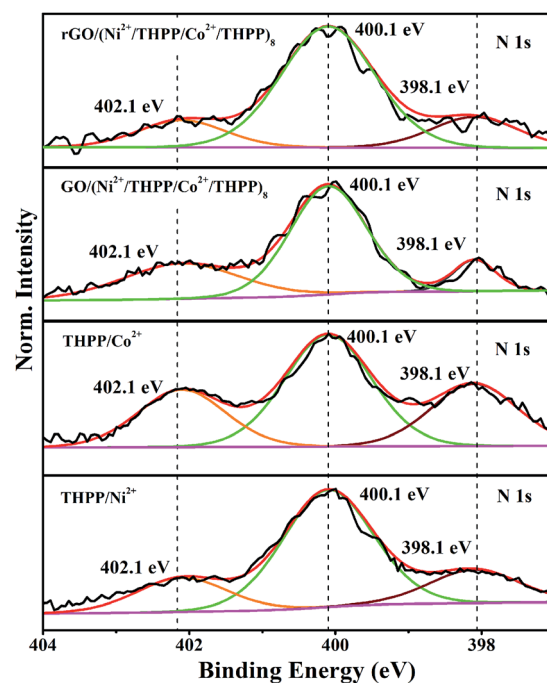 rGO/(Ni²⁺/THPP/Co²⁺/THPP)₈
400.1 eV
N 1s
398.1 eV
402.1 eV
GO/(Ni²⁺/THPP/Co²⁺/THPP)₈
400.1 eV
N 1s
402.1 eV
398.1 eV
THPP/Co²⁺
400.1 eV
N 1s
402.1 eV
398.1 eV
THPP/Ni²⁺
400.1 eV
N 1s
402.1 eV
398.1 eV
Norm. Intensity
404 402 400 398
Binding Energy (eV)